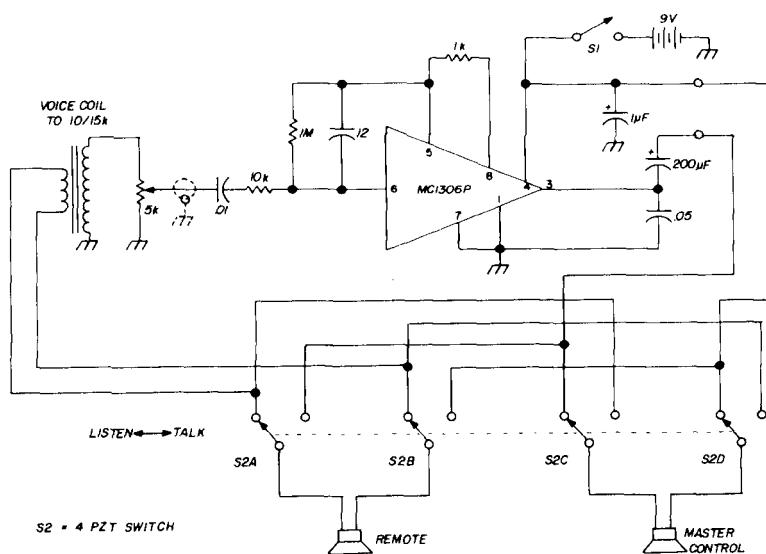 9V
S1
1k
VOICE COIL
TO 10/15k
1M
12
1µF
5
8
4
3
200µF
5k
.01
10k
6
MC1306P
7
1
.05
LISTEN TALK
S2A
S2B
S2C
S2D
S2 = 4 PZT SWITCH
REMOTE
MASTER
CONTROL